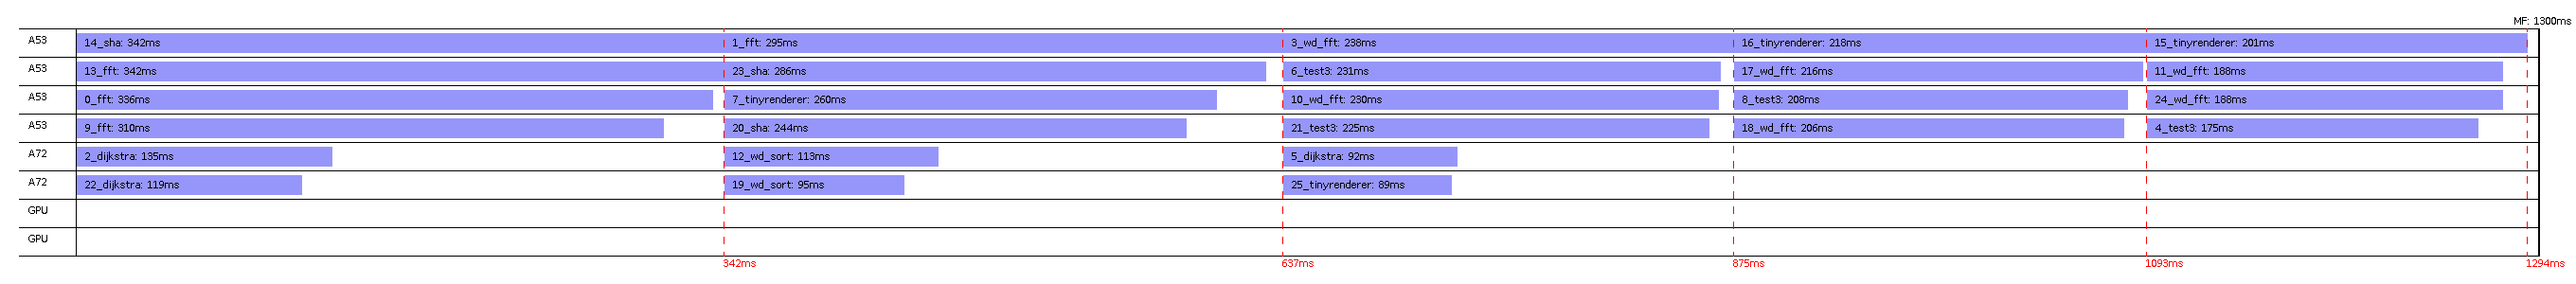 MF: 1300ms
A53 14_sha: 342ms 1_fft: 295ms 3_wd_fft: 238ms 16_tinyrenderer: 218ms 15_tinyrenderer: 201ms
A53 13_fft: 342ms 23_sha: 286ms 6_test3: 231ms 17_wd_fft: 216ms 11_wd_fft: 188ms
A53 0_fft: 336ms 7_tinyrenderer: 260ms 10_wd_fft: 230ms 8_test3: 208ms 24_wd_fft: 188ms
A53 9_fft: 310ms 20_sha: 244ms 21_test3: 225ms 18_wd_fft: 206ms 4_test3: 175ms
A72 2_dijkstra: 135ms 12_wd_sort: 113ms 5_dijkstra: 92ms
A72 22_dijkstra: 119ms 19_wd_sort: 95ms 25_tinyrenderer: 89ms
GPU
GPU
342ms 637ms 875ms 1093ms 1294ms